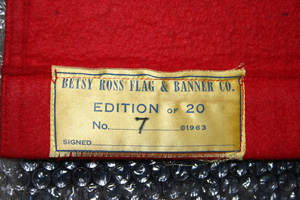 BETSY ROSS FLAG & BANNER CO.
EDITION OF 20
No. 7 ©1963
SIGNED